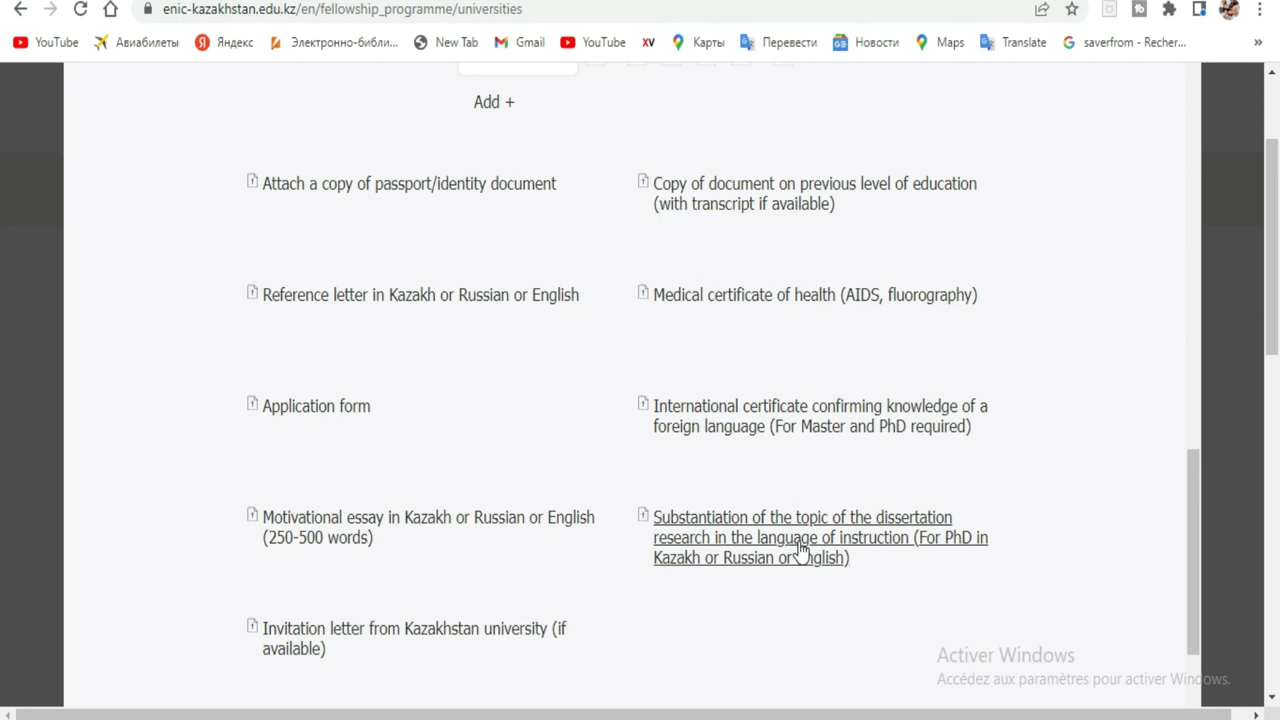 enic-kazakhstan.edu.kz/en/fellowship_programme/universities
YouTube
Авиабилеты
Яндекс
Электронно-библи...
New Tab
Gmail
YouTube
XV
Карты
Перевести
Новости
Maps
Translate
saverfrom - Recher...
»
Add +
Attach a copy of passport/identity document
Copy of document on previous level of education
(with transcript if available)
Reference letter in Kazakh or Russian or English
Medical certificate of health (AIDS, fluorography)
Application form
International certificate confirming knowledge of a
foreign language (For Master and PhD required)
Motivational essay in Kazakh or Russian or English
(250-500 words)
Substantiation of the topic of the dissertation
research in the language of instruction (For PhD in
Kazakh or Russian or English)
Invitation letter from Kazakhstan university (if
available)
Activer Windows
Accédez aux paramètres pour activer Windows.